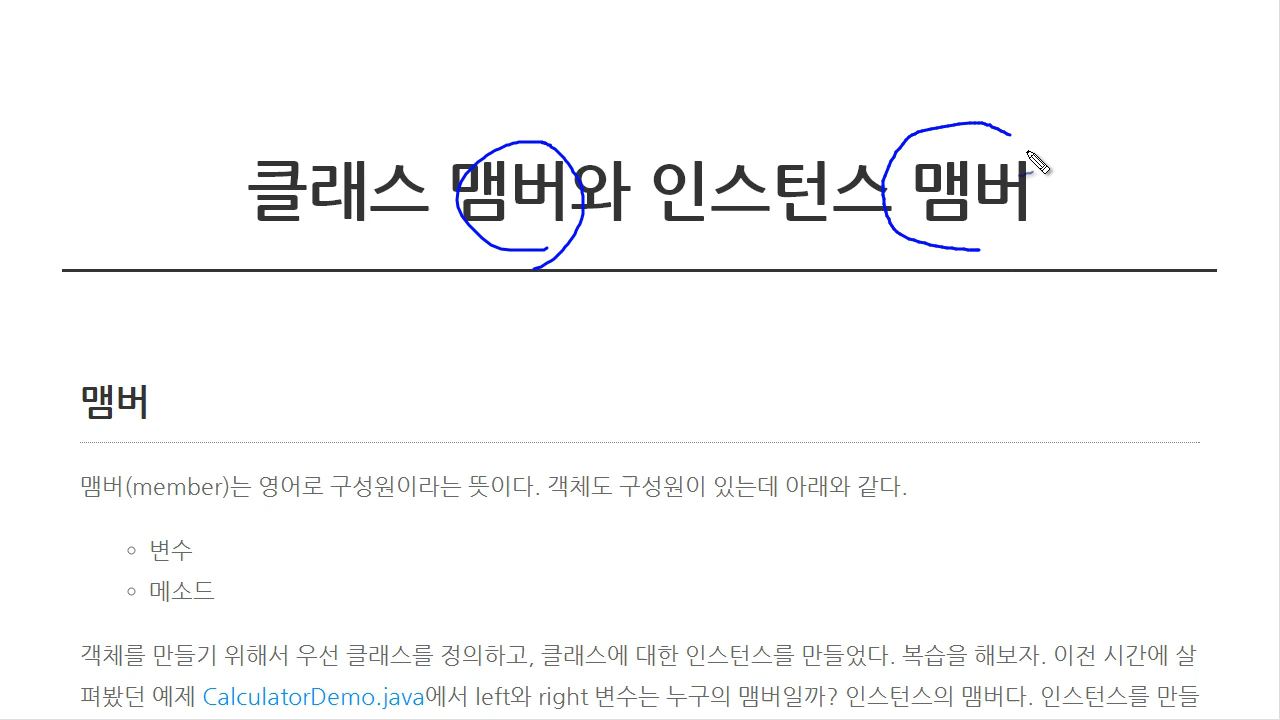 클래스 맴버와 인스턴스 맴버
맴버
맴버(member)는 영어로 구성원이라는 뜻이다. 객체도 구성원이 있는데 아래와 같다.
변수
메소드
객체를 만들기 위해서 우선 클래스를 정의하고, 클래스에 대한 인스턴스를 만들었다. 복습을 해보자. 이전 시간에 살
펴봤던 예제 CalculatorDemo.java에서 left와 right 변수는 누구의 맴버일까? 인스턴스의 맴버다. 인스턴스를 만들